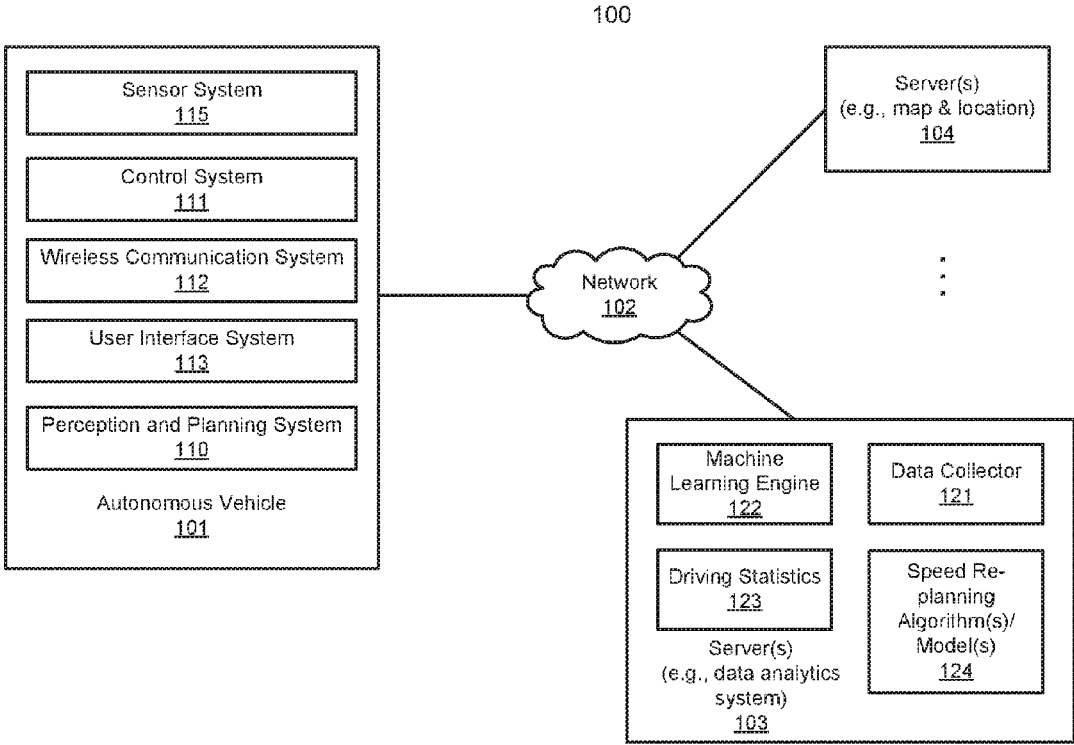 100
Sensor System
115
Control System
111
Wireless Communication System
112
User Interface System
113
Perception and Planning System
110
Autonomous Vehicle
101
Network
102
Server(s)
(e.g., map & location)
104
Machine
Learning Engine
122
Data Collector
121
Driving Statistics
123
Speed Re-
planning
Algorithm(s)/
Model(s)
124
Server(s)
(e.g., data analytics
system)
103